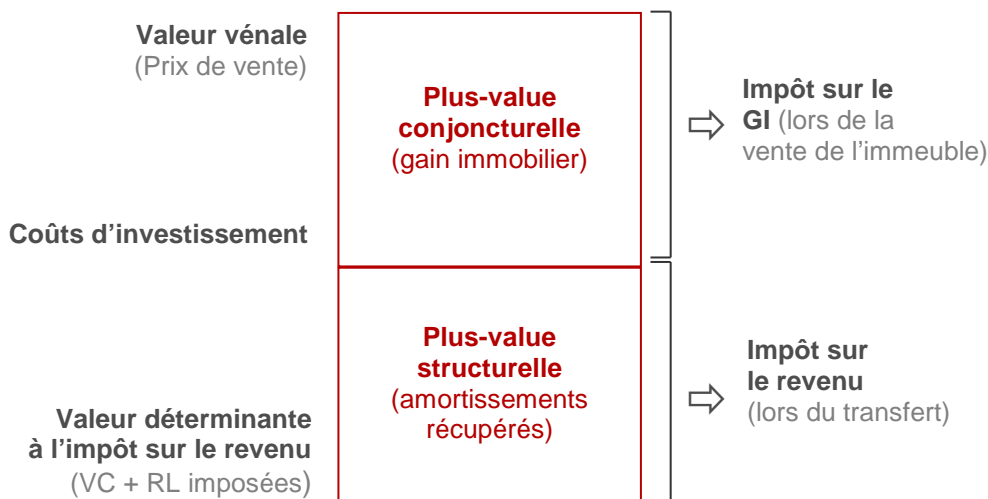 Valeur vénale
(Prix de vente)
Plus-value
conjoncturelle
(gain immobilier)
Impôt sur le
GI (lors de la
vente de l’immeuble)
Coûts d’investissement
Plus-value
structurelle
(amortissements
récupérés)
Impôt sur
le revenu
(lors du transfert)
Valeur déterminante
à l’impôt sur le revenu
(VC + RL imposées)